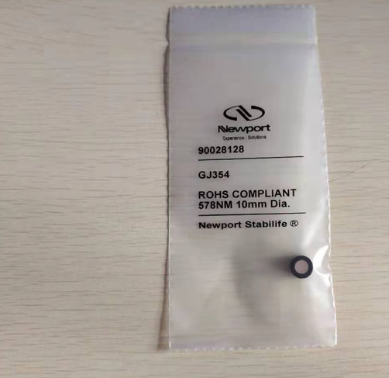 Newport
Experience | Solutions
90028128
GJ354
ROHS COMPLIANT
578NM 10mm Dia.
Newport Stabilife ®